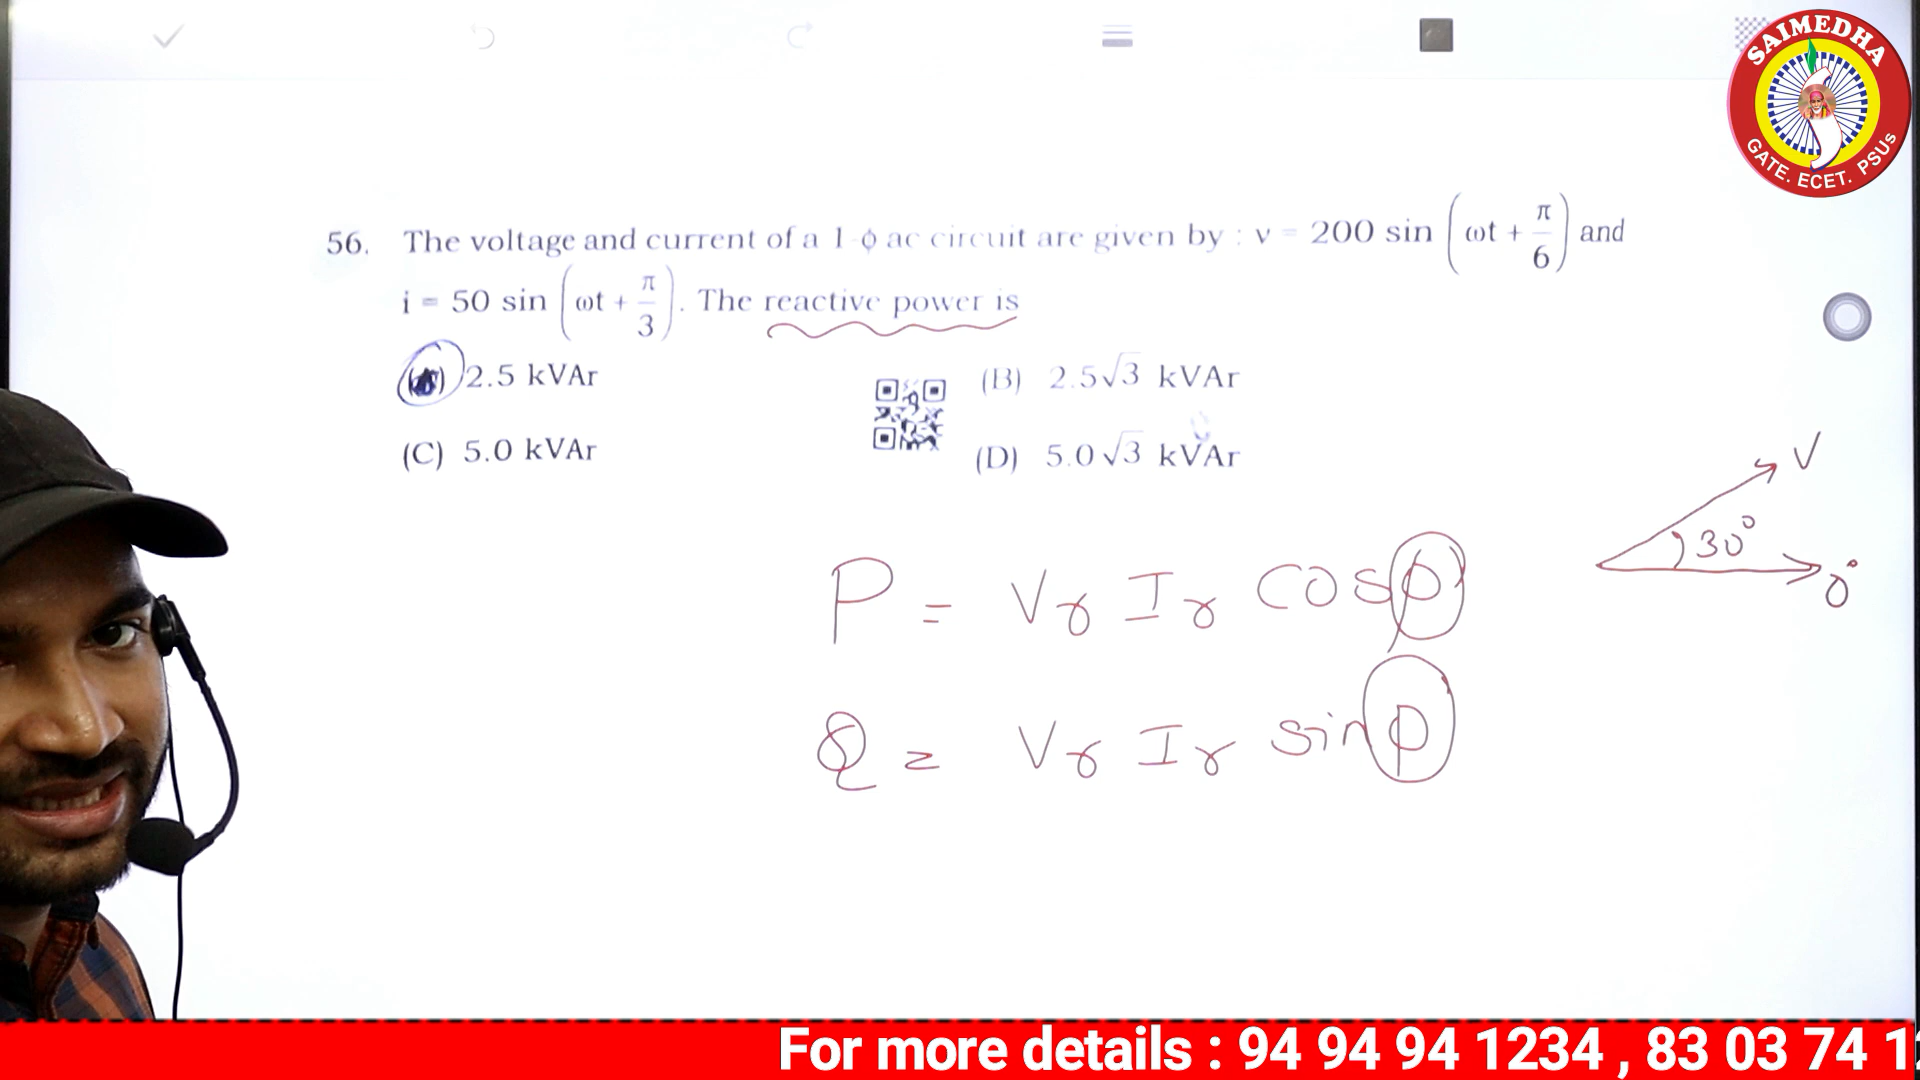 SAIMEDHA
GATE. ECET. PSUs
56. The voltage and current of a 1-ϕ ac circuit are given by : v = 200 sin (ωt + π/6) and
i = 50 sin (ωt + π/3). The reactive power is
2.5 kVAr
(B) 2.5√3 kVAr
(C) 5.0 kVAr
(D) 5.0√3 kVAr
V
30°
0°
P = Vr Ir cosϕ
Q = Vr Ir sinϕ
For more details : 94 94 94 1234 , 83 03 74 1